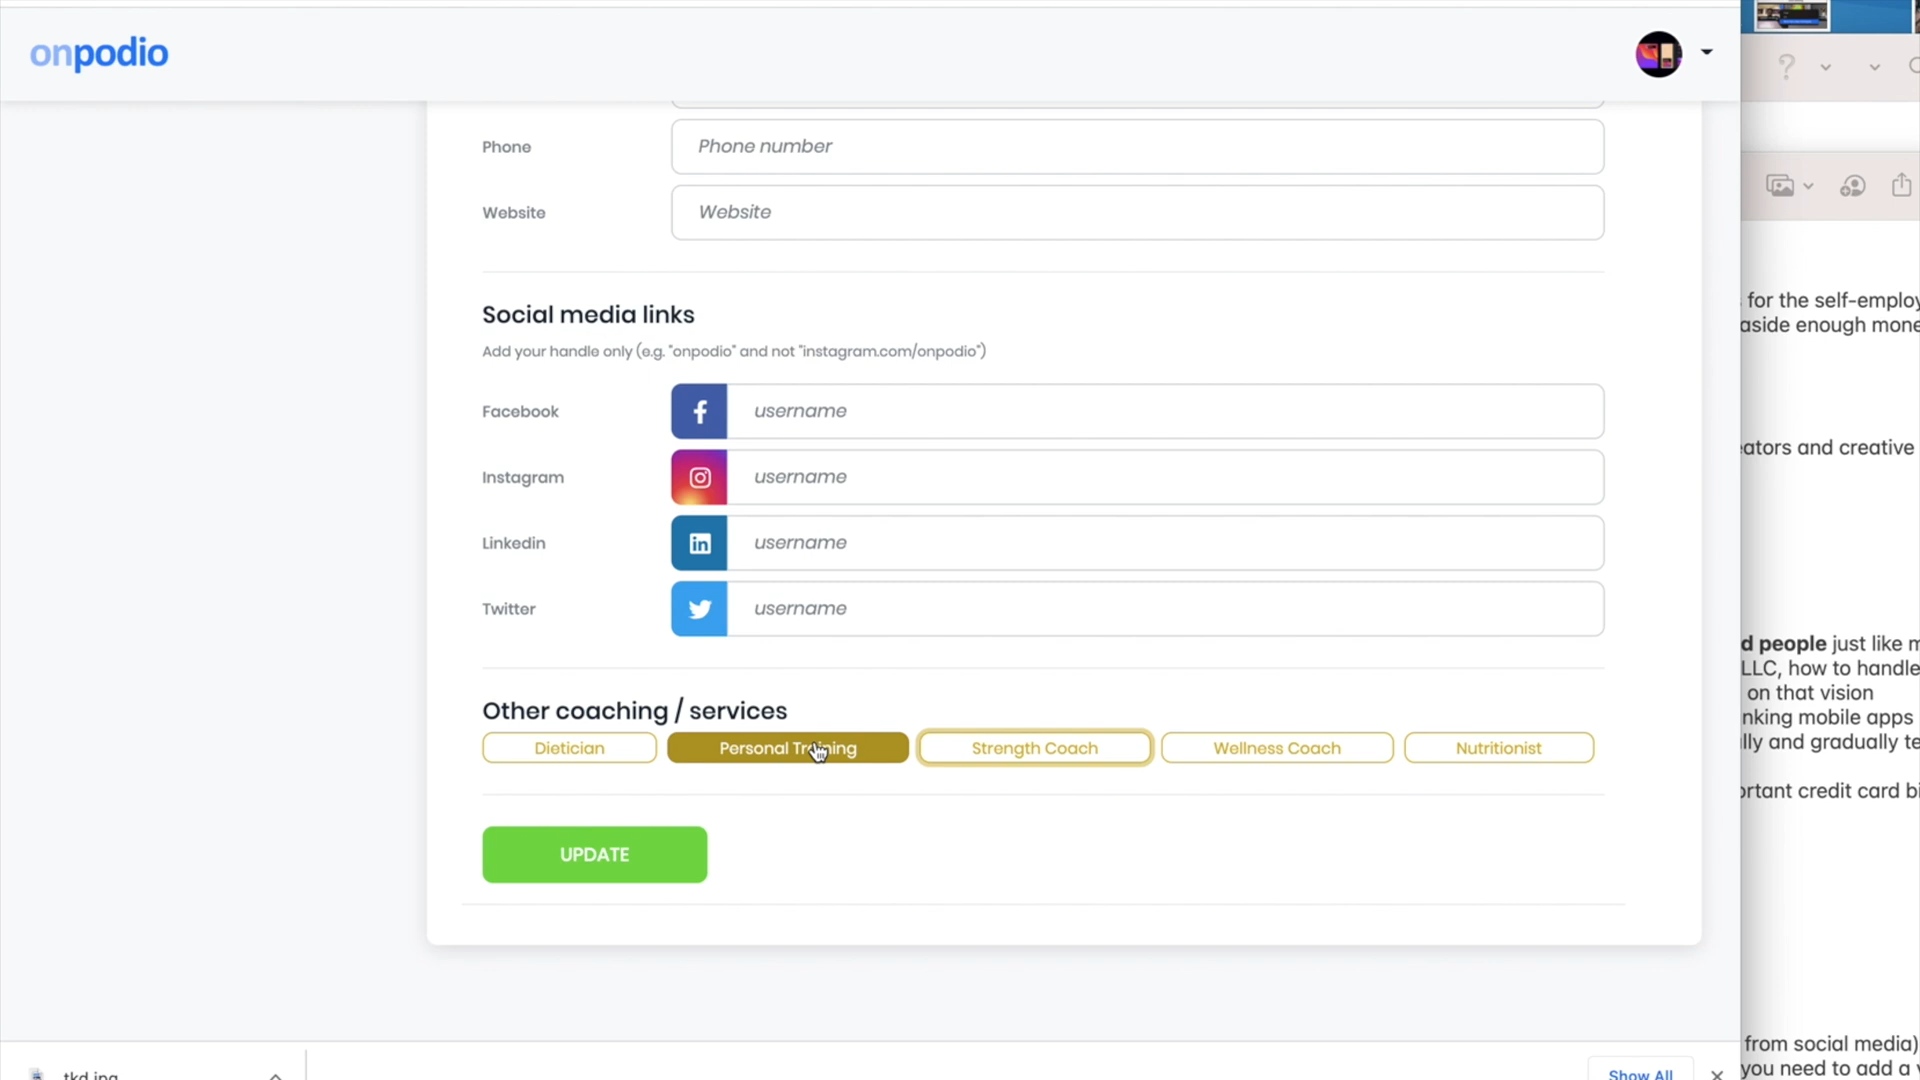 onpodio
Phone
Phone number
Website
Website
Social media links
Add your handle only (e.g. "onpodio" and not "instagram.com/onpodio")
Facebook
username
Instagram
username
Linkedin
username
Twitter
username
Other coaching / services
Dietician
Personal Training
Strength Coach
Wellness Coach
Nutritionist
UPDATE
tkd.jpg
Show All
for the self-employ
aside enough mone
ators and creative
d people just like m
LLC, how to handle
on that vision
nking mobile apps
lly and gradually te
ortant credit card bi
from social media)
you need to add a v